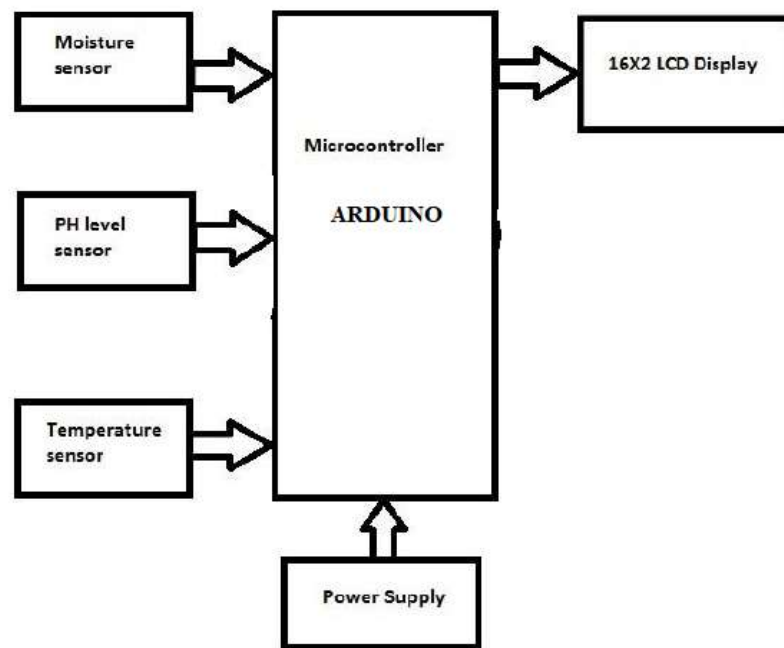 Moisture
sensor
16X2 LCD Display
Microcontroller
ARDUINO
PH level
sensor
Temperature
sensor
Power Supply